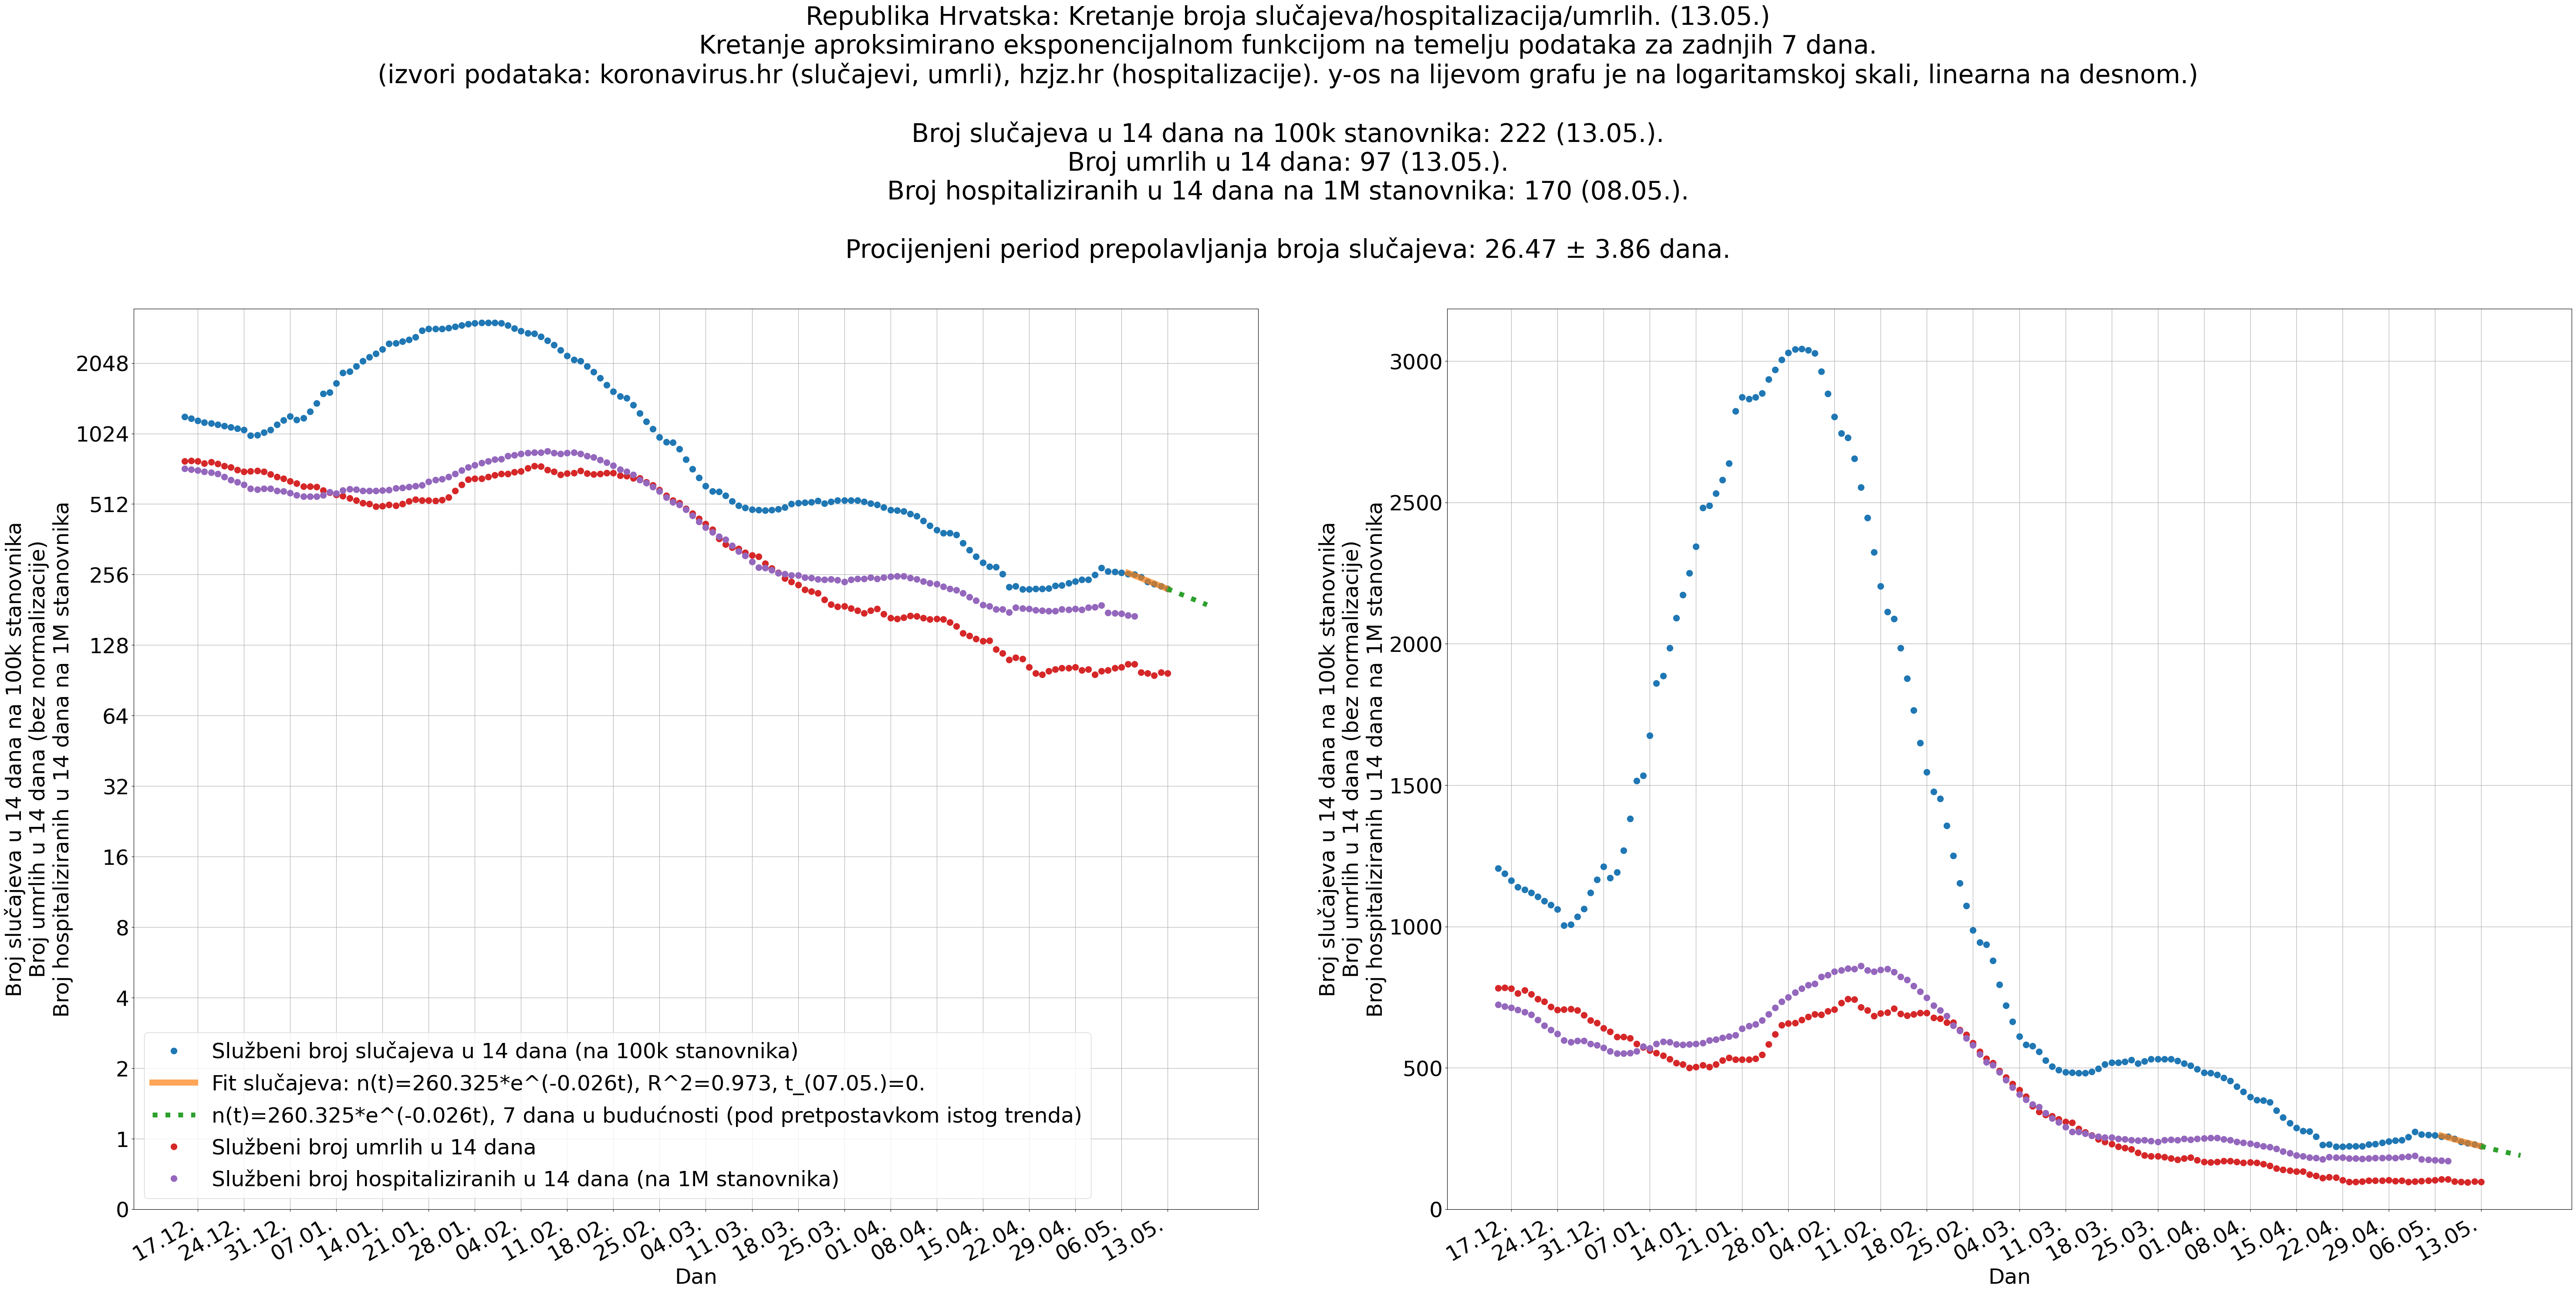 Republika Hrvatska: Kretanje broja slučajeva/hospitalizacija/umrlih. (13.05.)
Kretanje aproksimirano eksponencijalnom funkcijom na temelju podataka za zadnjih 7 dana.
(izvori podataka: koronavirus.hr (slučajevi, umrli), hzjz.hr (hospitalizacije). y-os na lijevom grafu je na logaritamskoj skali, linearna na desnom.)
Broj slučajeva u 14 dana na 100k stanovnika: 222 (13.05.).
Broj umrlih u 14 dana: 97 (13.05.).
Broj hospitaliziranih u 14 dana na 1M stanovnika: 170 (08.05.).
Procijenjeni period prepolavljanja broja slučajeva: 26.47 ± 3.86 dana.
Broj slučajeva u 14 dana na 100k stanovnika
Broj umrlih u 14 dana (bez normalizacije)
Broj hospitaliziranih u 14 dana na 1M stanovnika
2048
1024
512
256
128
64
32
16
8
4
2
1
0
Službeni broj slučajeva u 14 dana (na 100k stanovnika)
Fit slučajeva: n(t)=260.325*e^(-0.026t), R^2=0.973, t_(07.05.)=0.
n(t)=260.325*e^(-0.026t), 7 dana u budućnosti (pod pretpostavkom istog trenda)
Službeni broj umrlih u 14 dana
Službeni broj hospitaliziranih u 14 dana (na 1M stanovnika)
17.12. 24.12. 31.12. 07.01. 14.01. 21.01. 28.01. 04.02. 11.02. 18.02. 25.02. 04.03. 11.03. 18.03. 25.03. 01.04. 08.04. 15.04. 22.04. 29.04. 06.05. 13.05.
Dan
Broj slučajeva u 14 dana na 100k stanovnika
Broj umrlih u 14 dana (bez normalizacije)
Broj hospitaliziranih u 14 dana na 1M stanovnika
3000
2500
2000
1500
1000
500
0
17.12. 24.12. 31.12. 07.01. 14.01. 21.01. 28.01. 04.02. 11.02. 18.02. 25.02. 04.03. 11.03. 18.03. 25.03. 01.04. 08.04. 15.04. 22.04. 29.04. 06.05. 13.05.
Dan